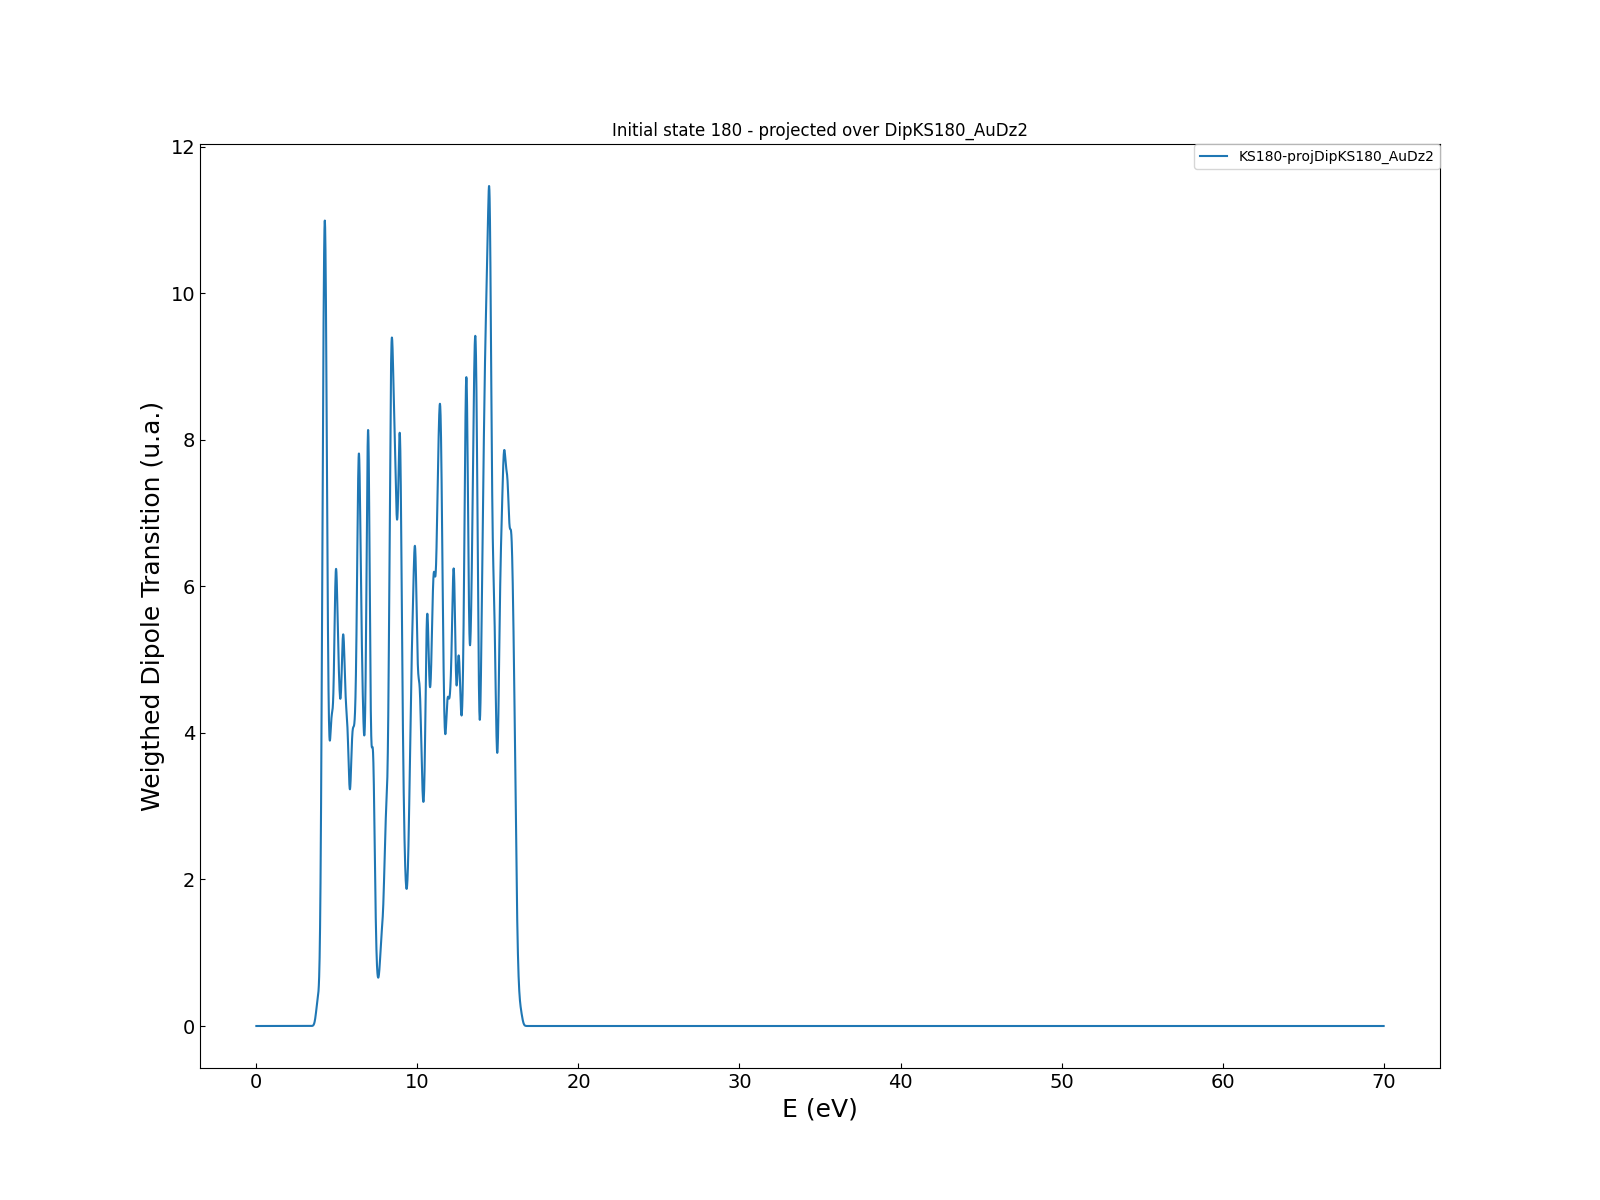 Initial state 180 - projected over DipKS180_AuDz2
KS180-projDipKS180_AuDz2
Weigthed Dipole Transition (u.a.)
12
10
8
6
4
2
0
0 10 20 30 40 50 60 70
E (eV)